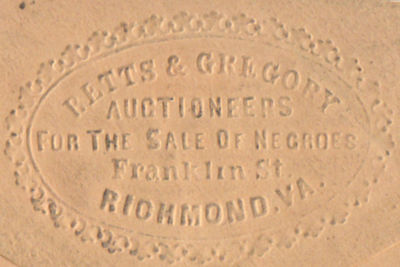 BETTS & GREGORY
AUCTIONEERS
FOR THE SALE OF NEGROES
Franklin St.
RICHMOND, VA.